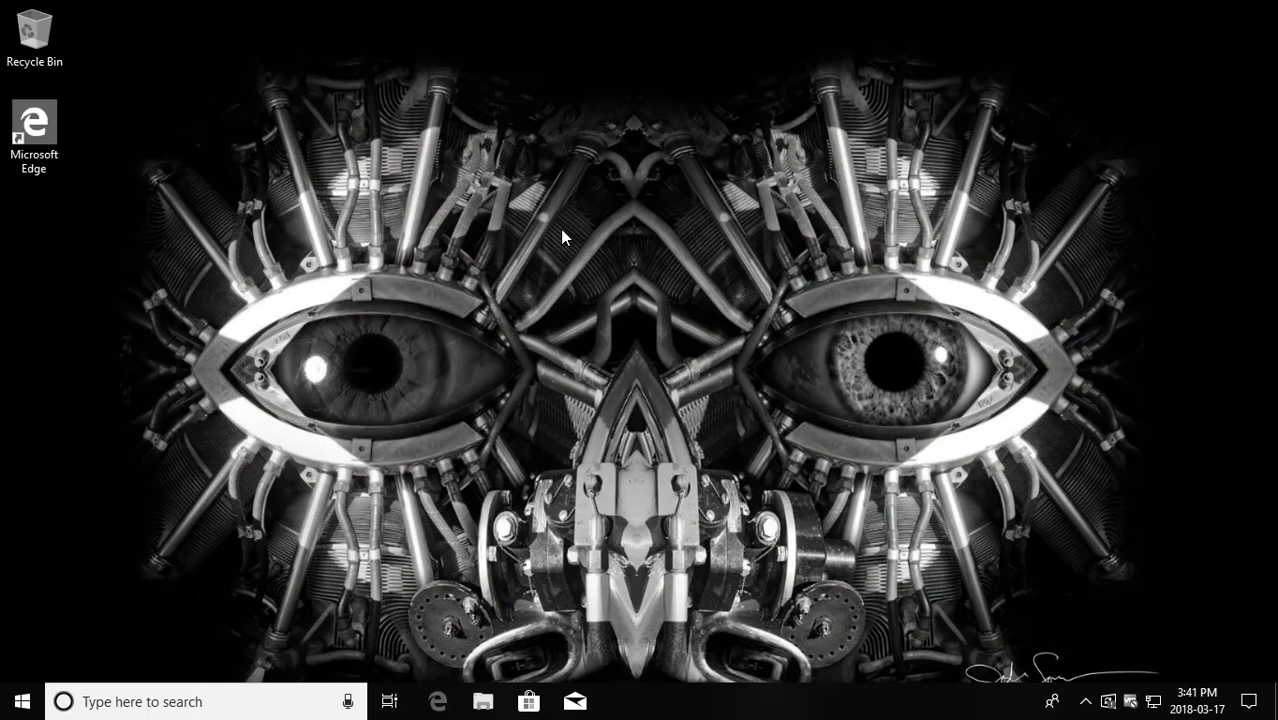 Recycle Bin
Microsoft
Edge
Type here to search
3:41 PM
2018-03-17